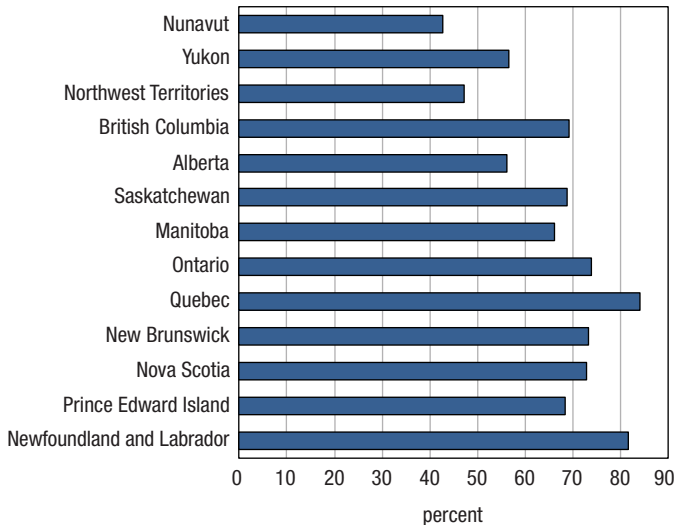 Nunavut
Yukon
Northwest Territories
British Columbia
Alberta
Saskatchewan
Manitoba
Ontario
Quebec
New Brunswick
Nova Scotia
Prince Edward Island
Newfoundland and Labrador
0 10 20 30 40 50 60 70 80 90
percent